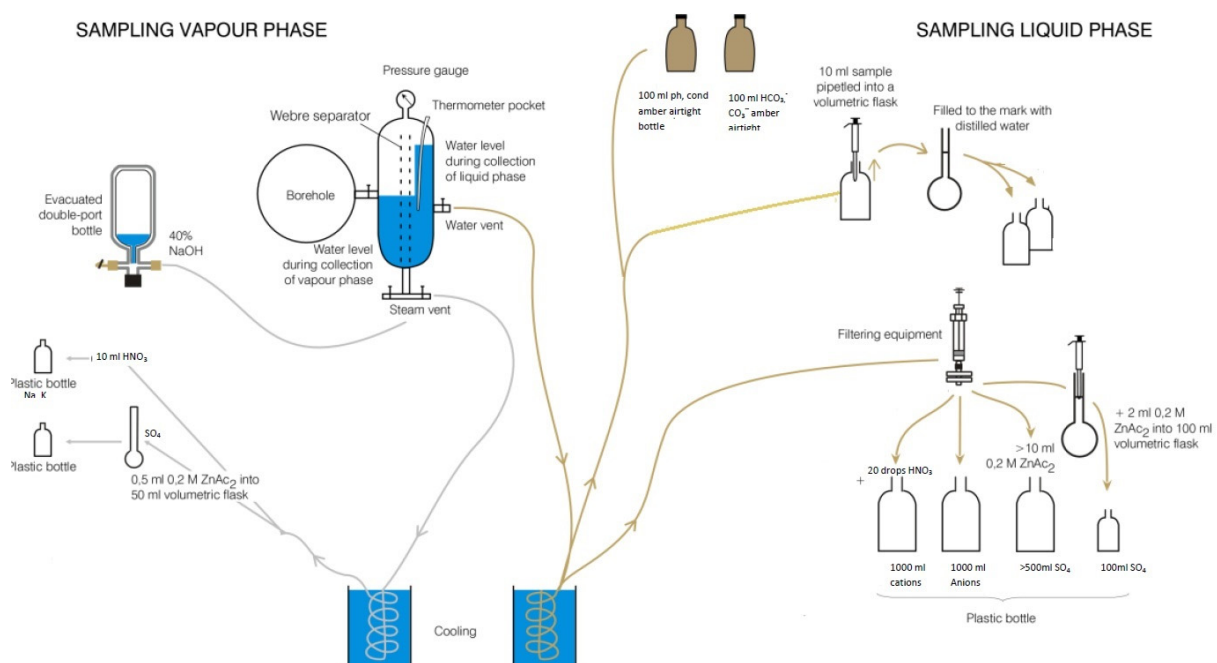 SAMPLING VAPOUR PHASE
SAMPLING LIQUID PHASE
Pressure gauge
Thermometer pocket
Webre separator
Water level
during collection
of liquid phase
Borehole
Water vent
Water level
during collection
of vapour phase
Steam vent
Evacuated
double-port
bottle
40%
NaOH
10 ml HNO₃
Plastic bottle
Na K
SO₄
Plastic bottle
0,5 ml 0,2 M ZnAc₂ into
50 ml volumetric flask
Cooling
100 ml ph, cond
amber airtight
bottle
100 ml HCO₃,⁻
CO₃⁻⁻ amber
airtight
10 ml sample
pipetled into a
volumetric flask
Filled to the mark with
distilled water
Filtering equipment
+ 2 ml 0,2 M
ZnAc₂ into 100 ml
volumetric flask
>10 ml
0,2 M ZnAc₂
20 drops HNO₃
+
1000 ml
cations
1000 ml
Anions
>500ml SO₄
100ml SO₄
Plastic bottle